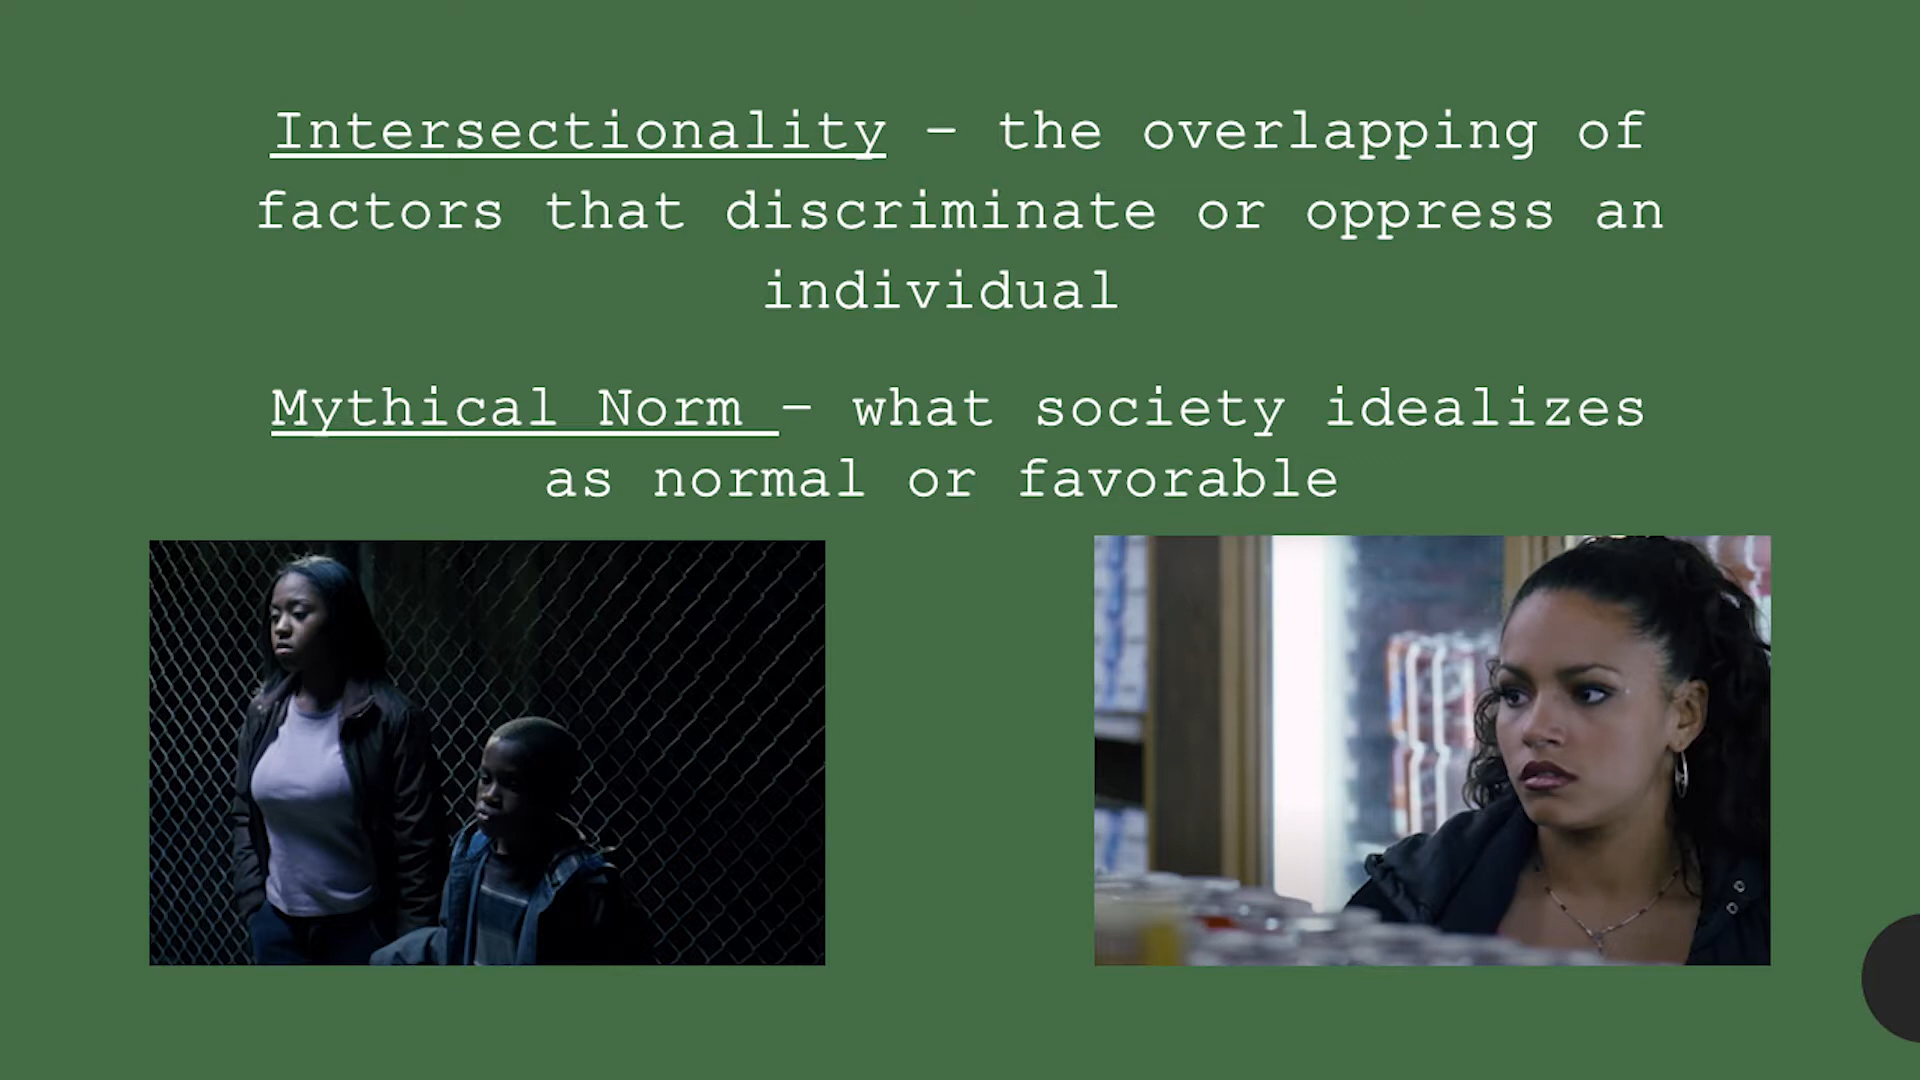 Intersectionality – the overlapping of
factors that discriminate or oppress an
individual
Mythical Norm – what society idealizes
as normal or favorable